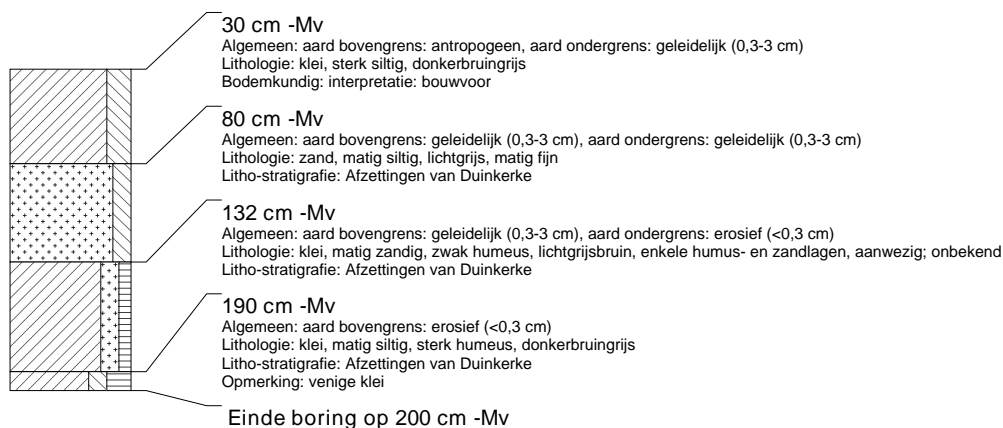 30 cm -Mv
Algemeen: aard bovengrens: antropogeen, aard ondergrens: geleidelijk (0,3-3 cm)
Lithologie: klei, sterk siltig, donkerbruingrijs
Bodemkundig: interpretatie: bouwvoor
80 cm -Mv
Algemeen: aard bovengrens: geleidelijk (0,3-3 cm), aard ondergrens: geleidelijk (0,3-3 cm)
Lithologie: zand, matig siltig, lichtgrijs, matig fijn
Litho-stratigrafie: Afzettingen van Duinkerke
132 cm -Mv
Algemeen: aard bovengrens: geleidelijk (0,3-3 cm), aard ondergrens: erosief (<0,3 cm)
Lithologie: klei, matig zandig, zwak humeus, lichtgrijsbruin, enkele humus- en zandlagen, aanwezig; onbekend
Litho-stratigrafie: Afzettingen van Duinkerke
190 cm -Mv
Algemeen: aard bovengrens: erosief (<0,3 cm)
Lithologie: klei, matig siltig, sterk humeus, donkerbruingrijs
Litho-stratigrafie: Afzettingen van Duinkerke
Opmerking: venige klei
Einde boring op 200 cm -Mv